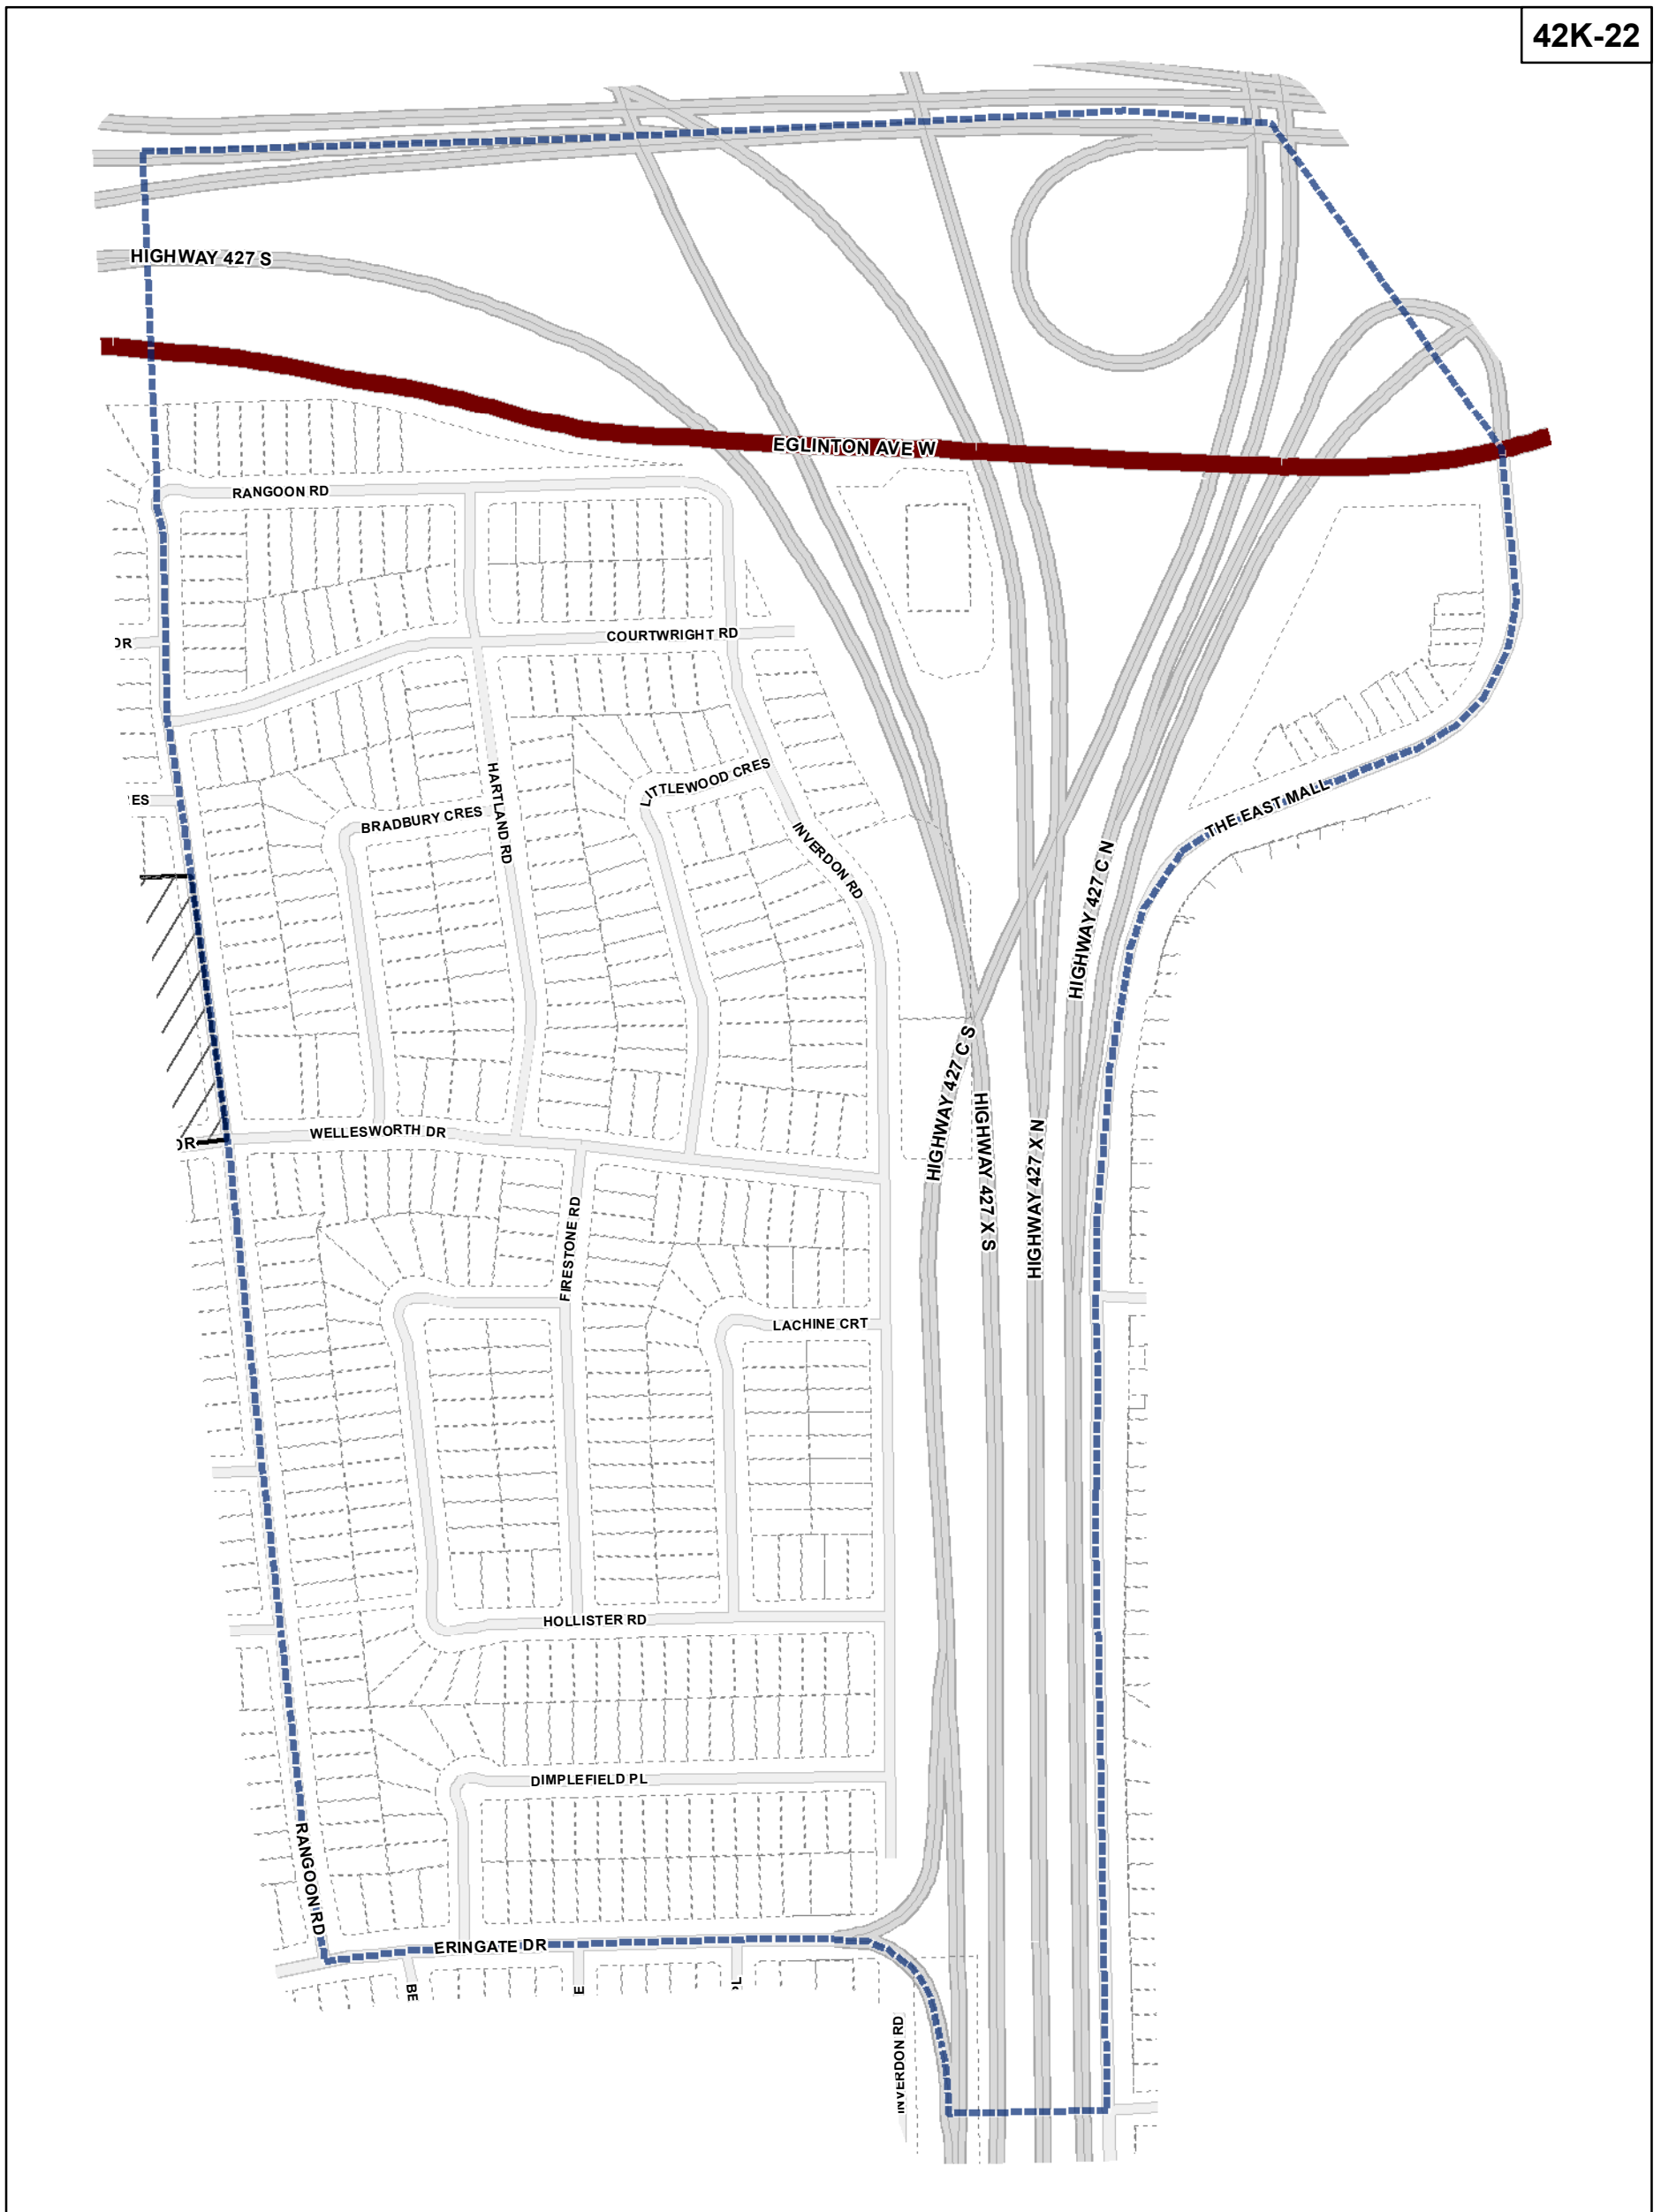 42K-22
HIGHWAY 427 S
EGLINTON AVE W
RANGOON RD
COURTWRIGHT RD
DR
ES
HARTLAND RD
LITTLEWOOD CRES
BRADBURY CRES
INVERDON RD
THE EAST MALL
HIGHWAY 427 C N
HIGHWAY 427 C S
HIGHWAY 427 X S
HIGHWAY 427 X N
WELLESWORTH DR
DR
FIRESTONE RD
LACHINE CRT
HOLLISTER RD
DIMPLEFIELD PL
RANGOON RD
ERINGATE DR
BE
E
PL
INVERDON RD